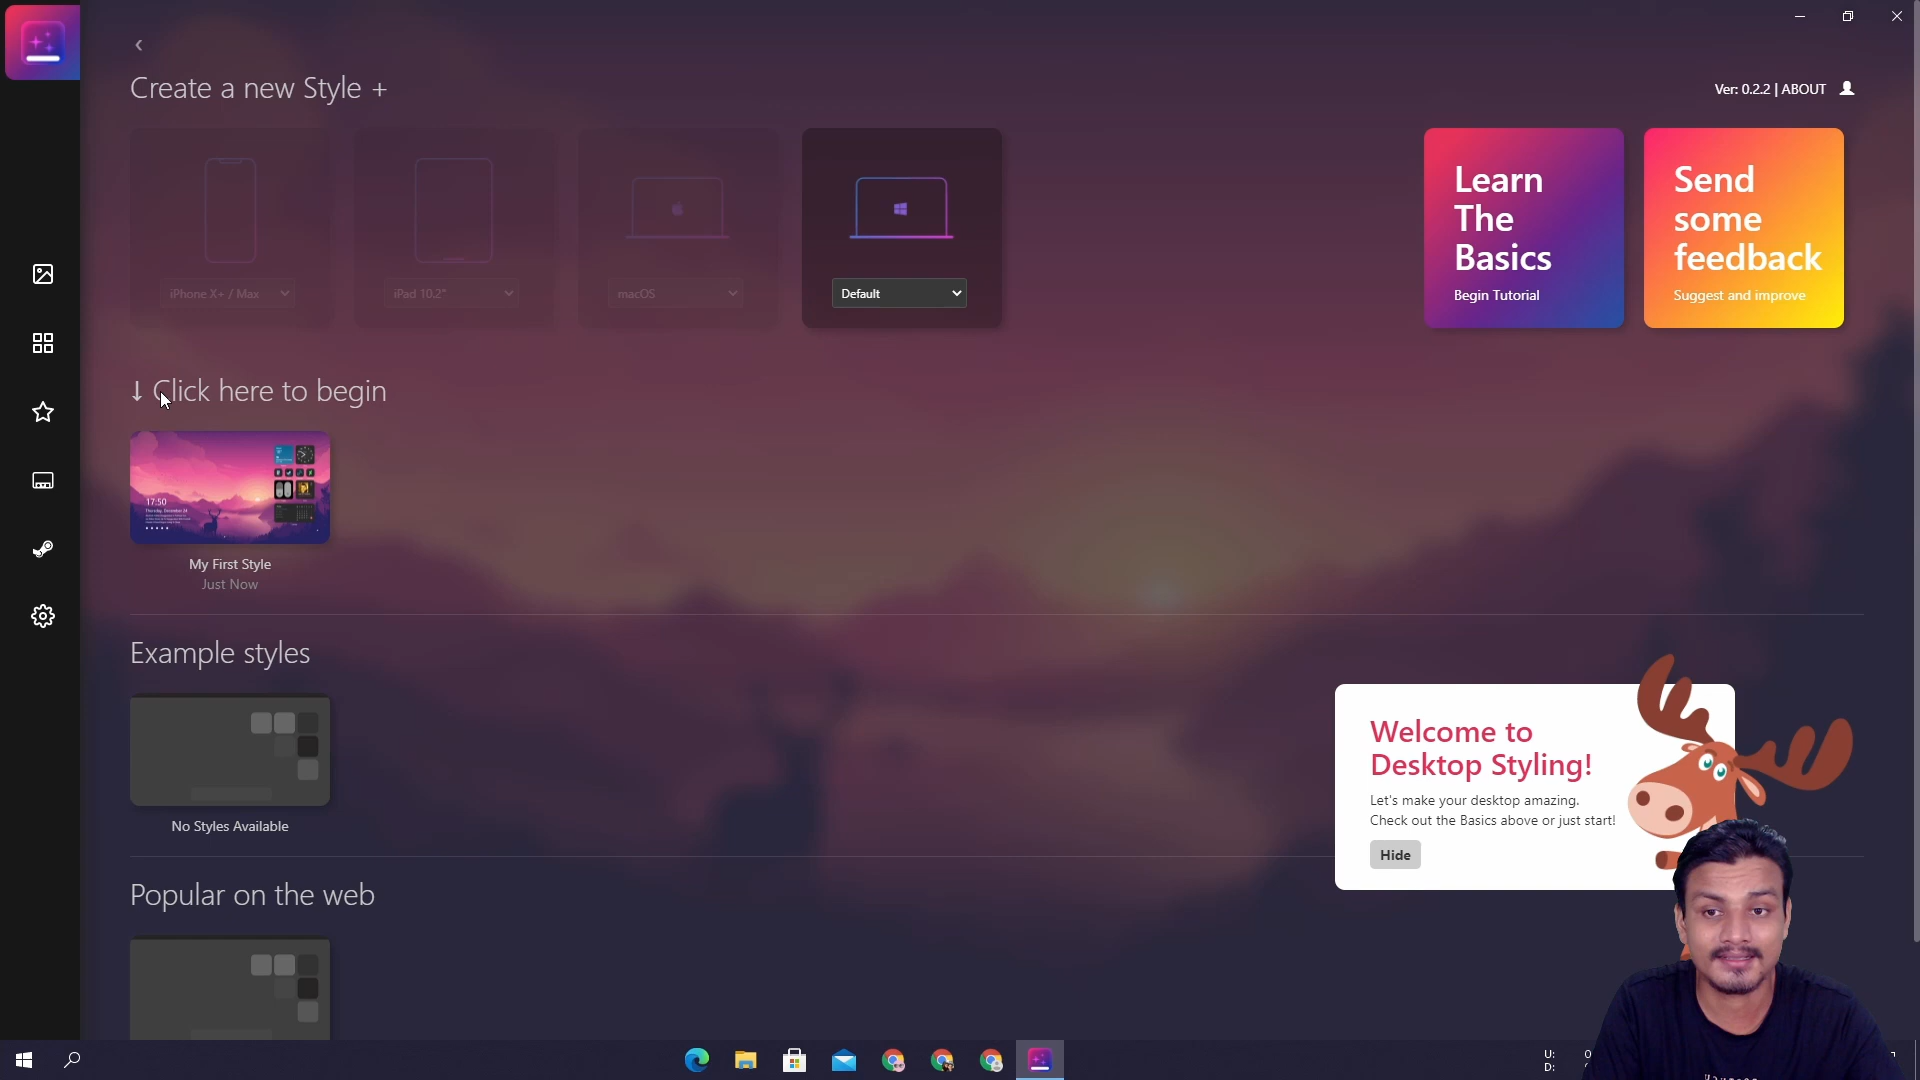 Create a new Style +
Ver: 0.2.2 | ABOUT
iPhone X+ / Max
iPad 10.2"
macOS
Default
Learn
The
Basics
Begin Tutorial
Send
some
feedback
Suggest and improve
↓ Click here to begin
17:50
Thursday, December 24
My First Style
Just Now
Example styles
No Styles Available
Welcome to
Desktop Styling!
Let's make your desktop amazing.
Check out the Basics above or just start!
Hide
Popular on the web
U:
D: